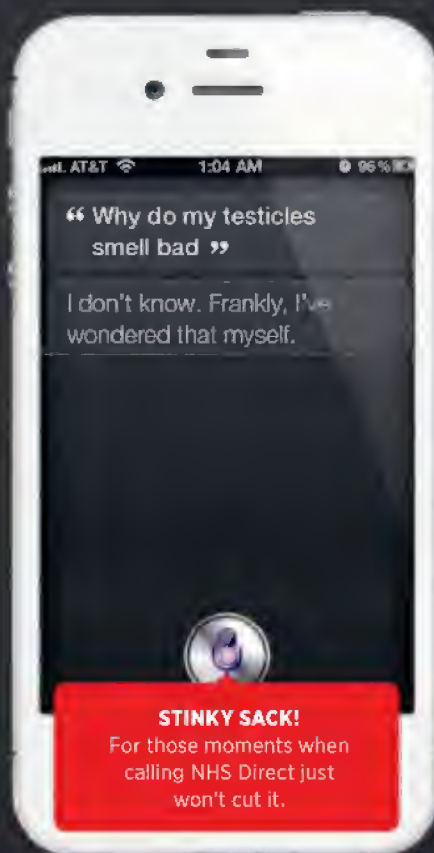 AT&T 1:04 AM 96%
“ Why do my testicles
smell bad ”
I don't know. Frankly, I've
wondered that myself.
STINKY SACK!
For those moments when
calling NHS Direct just
won't cut it.